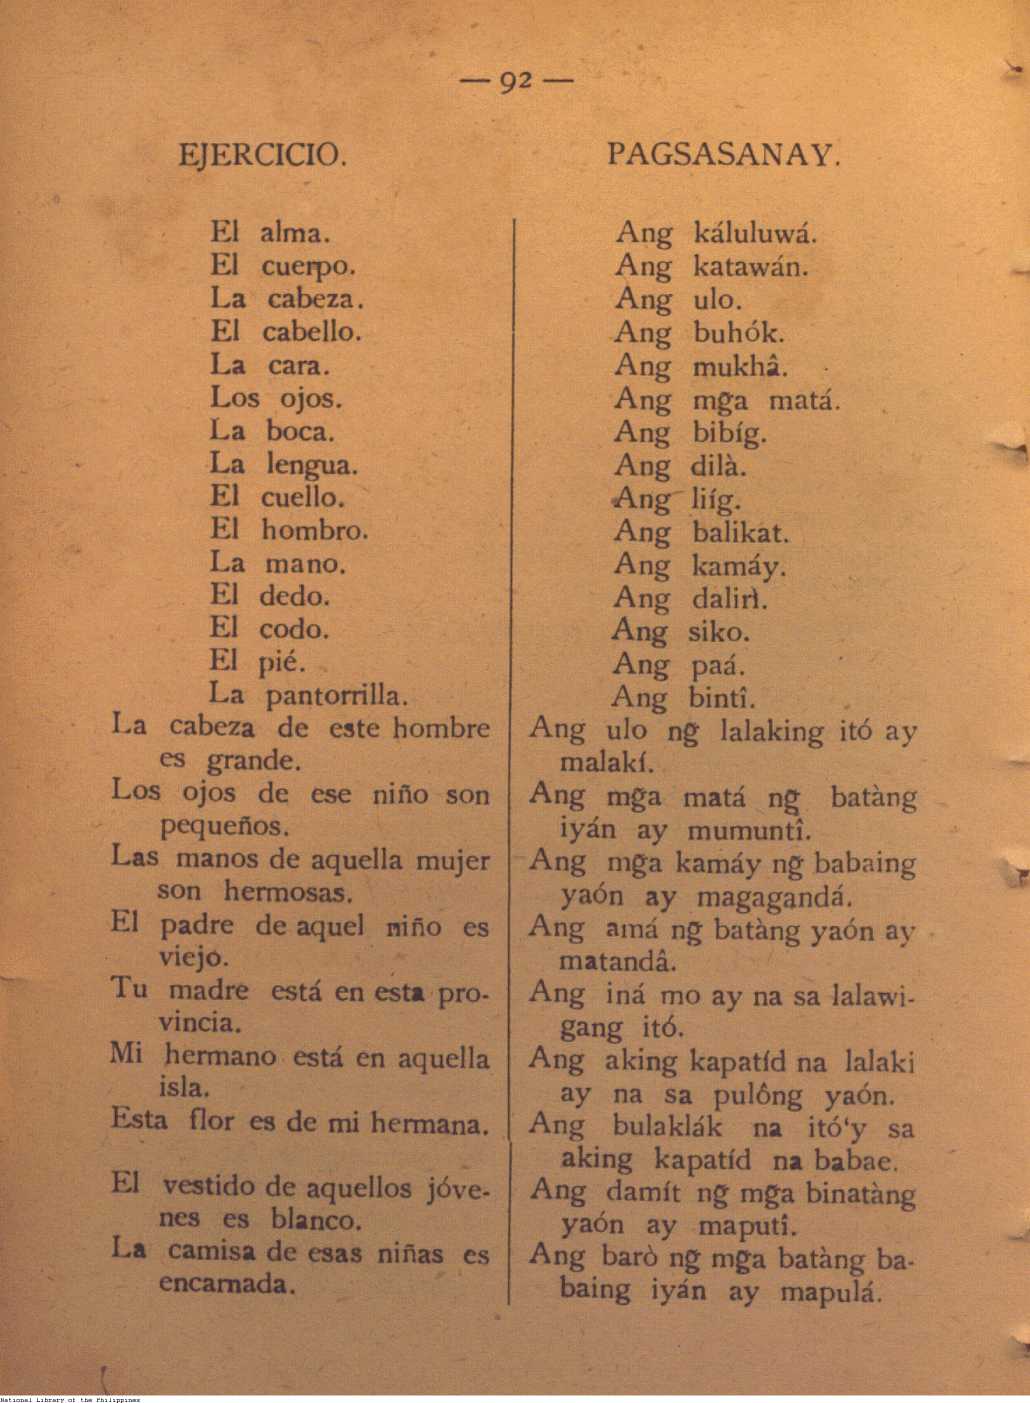 — 92 —
EJERCICIO.
El alma.
El cuerpo.
La cabeza.
El cabello.
La cara.
Los ojos.
La boca.
La lengua.
El cuello.
El hombro.
La mano.
El dedo.
El codo.
El pié.
La pantorrilla.
La cabeza de este hombre
es grande.
Los ojos de ese niño son
pequeños.
Las manos de aquella mujer
son hermosas.
El padre de aquel niño es
viejo.
Tu madre está en esta pro-
vincia.
Mi hermano está en aquella
isla.
Esta flor es de mi hermana.
El vestido de aquellos jóve-
nes es blanco.
La camisa de esas niñas es
encarnada.
PAGSASANAY.
Ang káluluwá.
Ang katawán.
Ang ulo.
Ang buhók.
Ang mukhâ.
Ang mg̃a matá.
Ang bibíg.
Ang dilà.
Ang liíg.
Ang balikat.
Ang kamáy.
Ang dalirì.
Ang siko.
Ang paá.
Ang bintî.
Ang ulo ng̃ lalaking itó ay
malakí.
Ang mg̃a matá ng̃ batàng
iyán ay mumuntî.
Ang mg̃a kamáy ng̃ babaing
yaón ay magagandá.
Ang amá ng̃ batàng yaón ay
matandâ.
Ang iná mo ay na sa lalawi-
gang itó.
Ang aking kapatíd na lalaki
ay na sa pulông yaón.
Ang bulaklák na itó‘y sa
aking kapatíd na babae.
Ang damít ng̃ mg̃a binatàng
yaón ay maputî.
Ang barò ng̃ mg̃a batàng ba-
baing iyán ay mapulá.
National Library of the Philippines